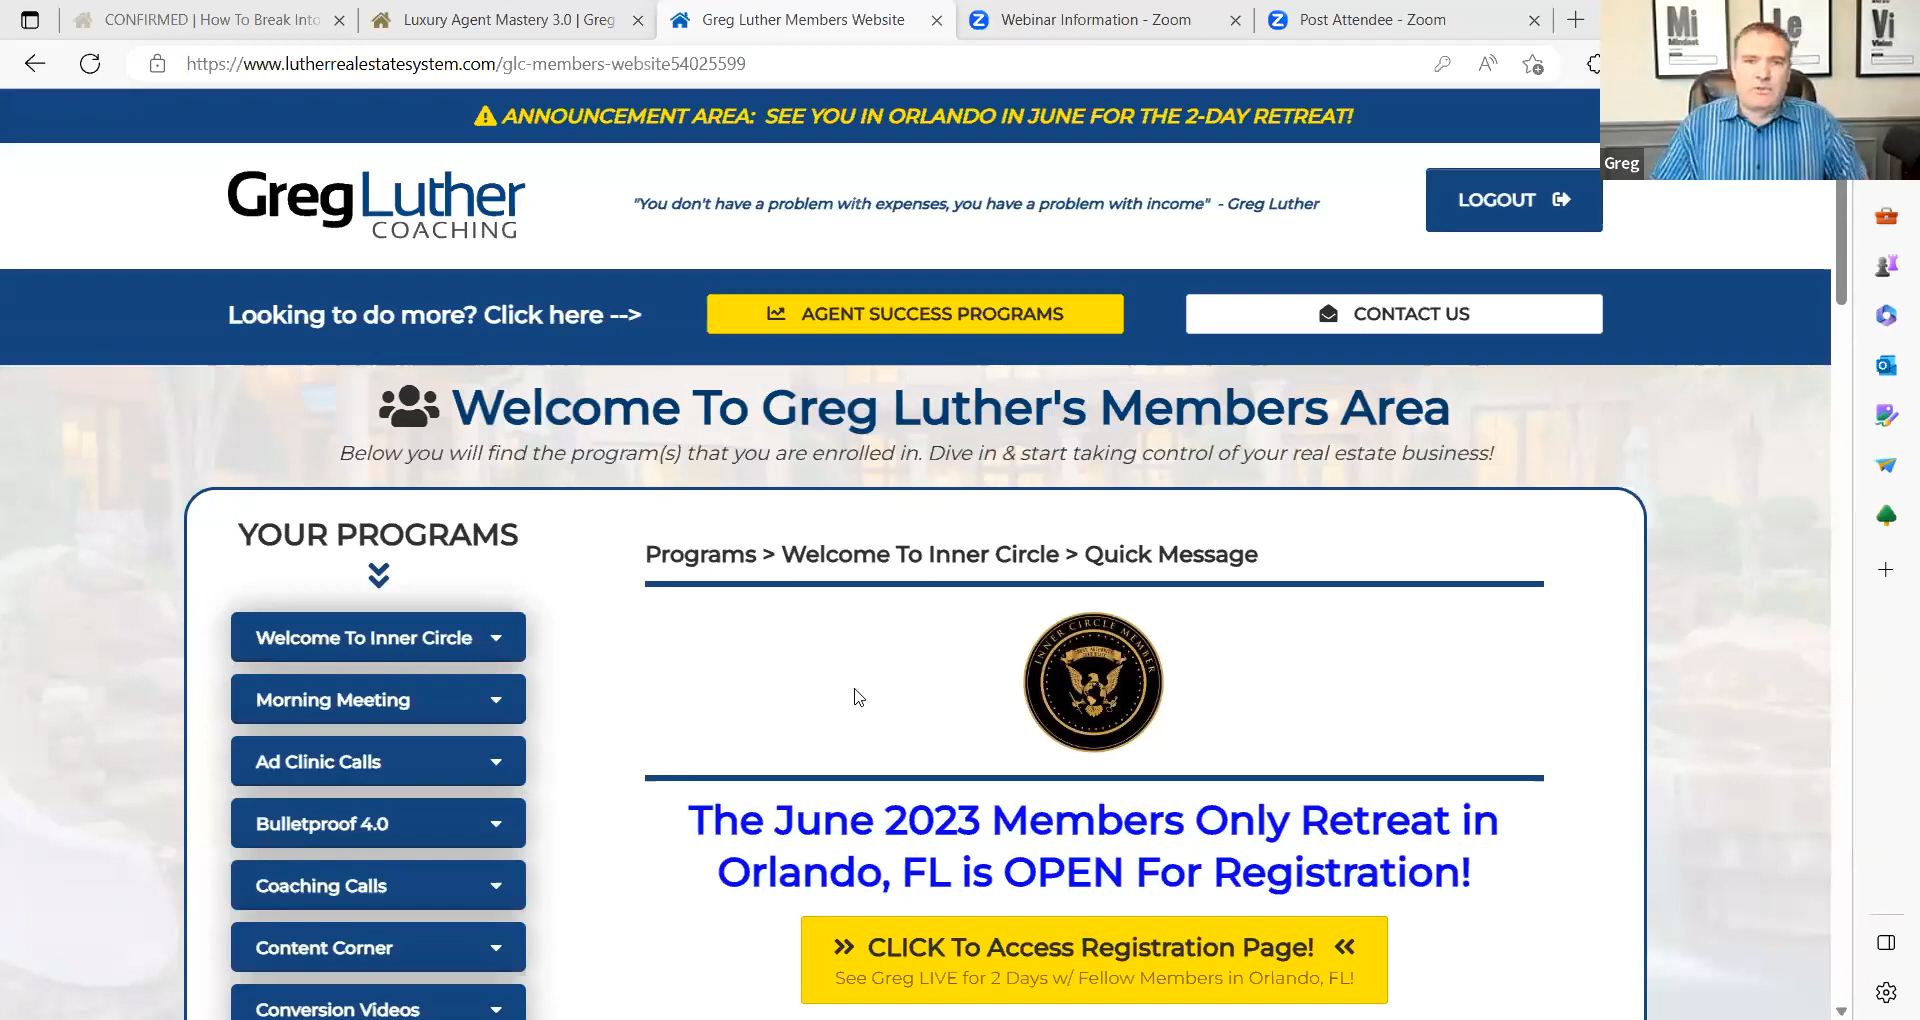 CONFIRMED | How To Break Into
Luxury Agent Mastery 3.0 | Greg
Greg Luther Members Website
Webinar Information - Zoom
Post Attendee - Zoom
https://www.lutherrealestatesystem.com/glc-members-website54025599
Mi
Mindset
Le
Vi
Vision
Greg
ANNOUNCEMENT AREA: SEE YOU IN ORLANDO IN JUNE FOR THE 2-DAY RETREAT!
Greg Luther
COACHING
"You don't have a problem with expenses, you have a problem with income" - Greg Luther
LOGOUT
Looking to do more? Click here -->
AGENT SUCCESS PROGRAMS
CONTACT US
Welcome To Greg Luther's Members Area
Below you will find the program(s) that you are enrolled in. Dive in & start taking control of your real estate business!
YOUR PROGRAMS
Welcome To Inner Circle
Morning Meeting
Ad Clinic Calls
Bulletproof 4.0
Coaching Calls
Content Corner
Conversion Videos
Programs > Welcome To Inner Circle > Quick Message
INNER CIRCLE MEMBER
The June 2023 Members Only Retreat in
Orlando, FL is OPEN For Registration!
CLICK To Access Registration Page!
See Greg LIVE for 2 Days w/ Fellow Members in Orlando, FL!